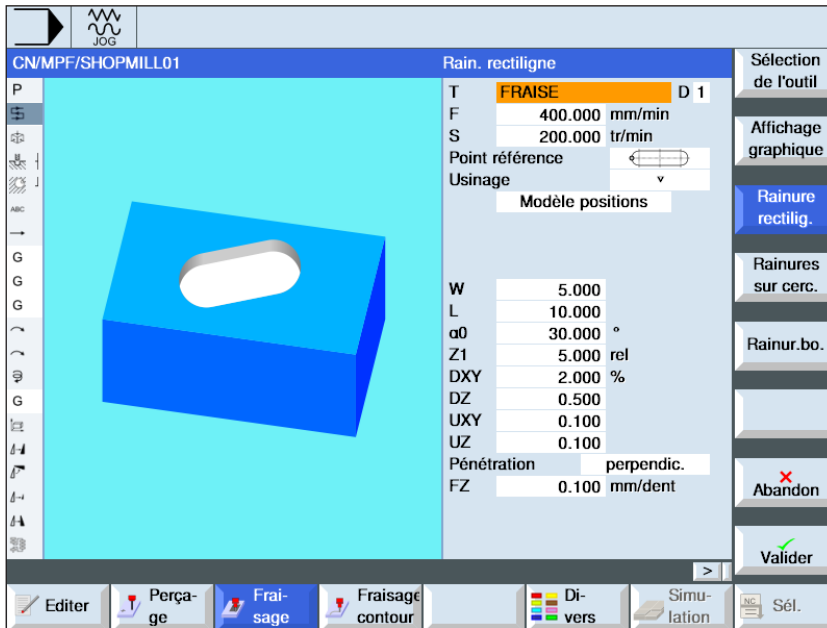 JOG
CN/MPF/SHOPMILL01
Rain. rectiligne
P
ABC
G
G
G
G
T FRAISE D 1
F 400.000 mm/min
S 200.000 tr/min
Point référence
Usinage v
Modèle positions
W 5.000
L 10.000
α0 30.000 °
Z1 5.000 rel
DXY 2.000 %
DZ 0.500
UXY 0.100
UZ 0.100
Pénétration perpendic.
FZ 0.100 mm/dent
>
Sélection
de l'outil
Affichage
graphique
Rainure
rectilig.
Rainures
sur cerc.
Rainur.bo.
Abandon
Valider
Editer
Perça-
ge
Frai-
sage
Fraisage
contour
Di-
vers
Simu-
lation
NC
Sél.